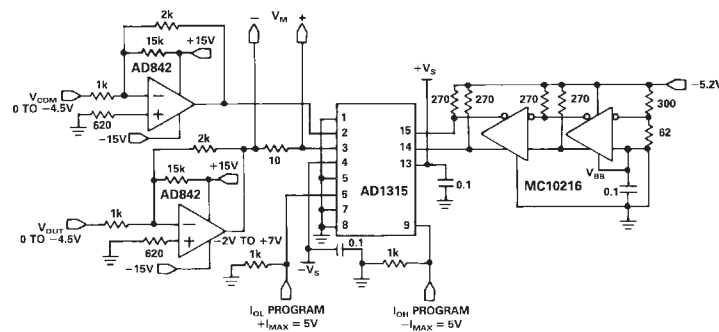 2k
− V_M +
15k +15V
AD842
1k
V_COM
0 TO −4.5V
620
−15V
+V_S
−5.2V
270 270 270 270 300
62
1
2
3
4
5
6
7
8
15
14
13
9
AD1315
10
0.1
MC10216
V_BB
0.1
2k
15k +15V
AD842
1k
V_DUT
0 TO −4.5V
620
−15V
−2V TO +7V
1k
−V_S
0.1
1k
I_OL PROGRAM
+I_MAX = 5V
I_OH PROGRAM
−I_MAX = 5V